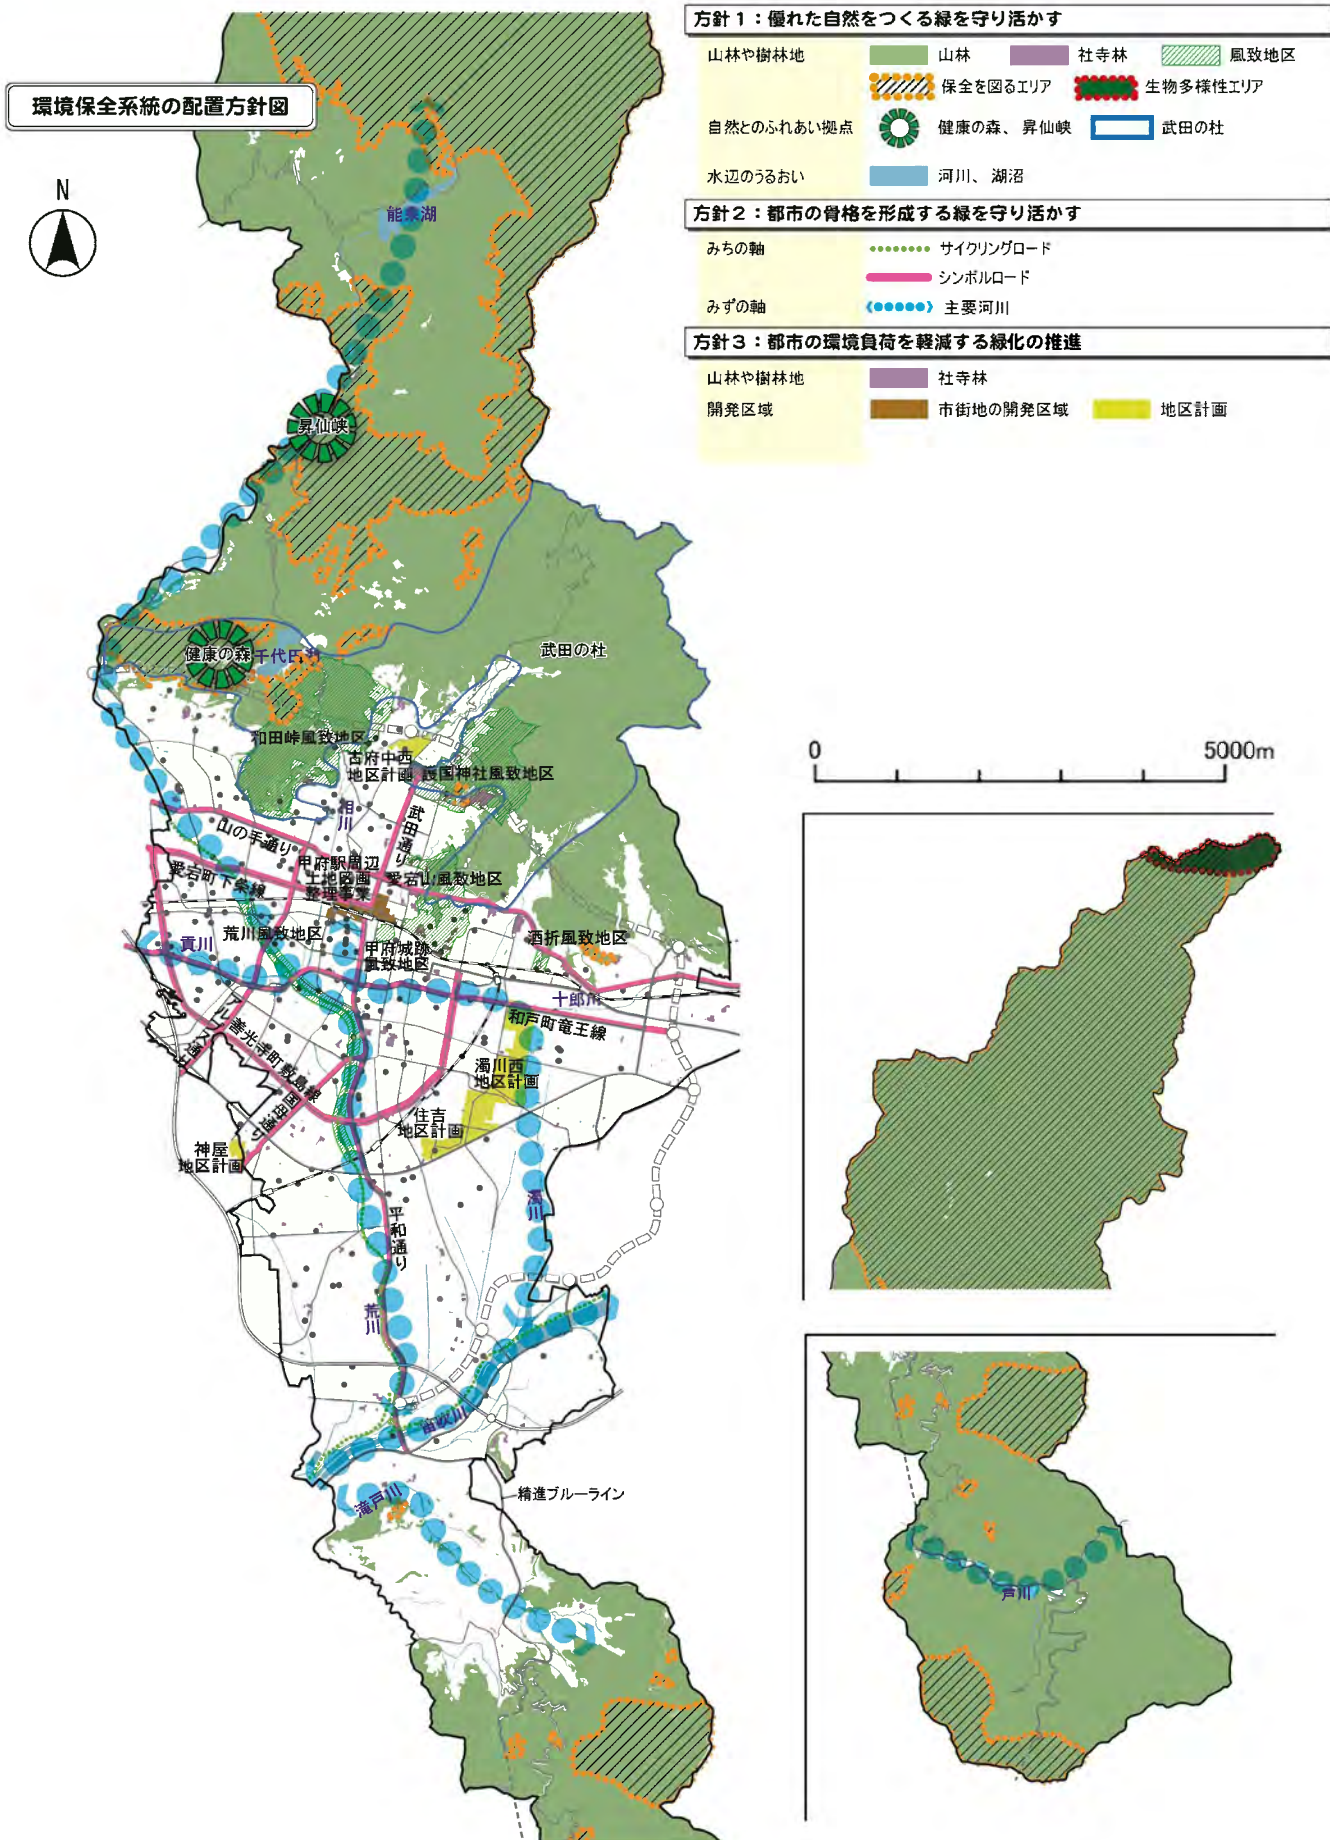 環境保全系統の配置方針図
N
方針1：優れた自然をつくる緑を守り活かす
山林や樹林地 山林 社寺林 風致地区
保全を図るエリア 生物多様性エリア
自然とのふれあい拠点 健康の森、昇仙峡 武田の杜
水辺のうるおい 河川、湖沼
方針2：都市の骨格を形成する緑を守り活かす
みちの軸 サイクリングロード
シンボルロード
みずの軸 主要河川
方針3：都市の環境負荷を軽減する緑化の推進
山林や樹林地 社寺林
開発区域 市街地の開発区域 地区計画
能泉湖
昇仙峡
健康の森
千代田湖
武田の杜
和田峠風致地区
古府中西
地区計画
護国神社風致地区
相川
武田通り
山の手通り
甲府駅周辺
土地区画
整理事業
愛宕町下条線
愛宕山風致地区
荒川風致地区
貢川
甲府城跡
風致地区
酒折風致地区
十郎川
和戸町竜王線
アルプス通り
善光寺町敷島線
濁川西
地区計画
住吉
地区計画
国母通り
神屋
地区計画
濁川
平和通り
荒川
笛吹川
滝戸川
精進ブルーライン
0 5000m
芦川